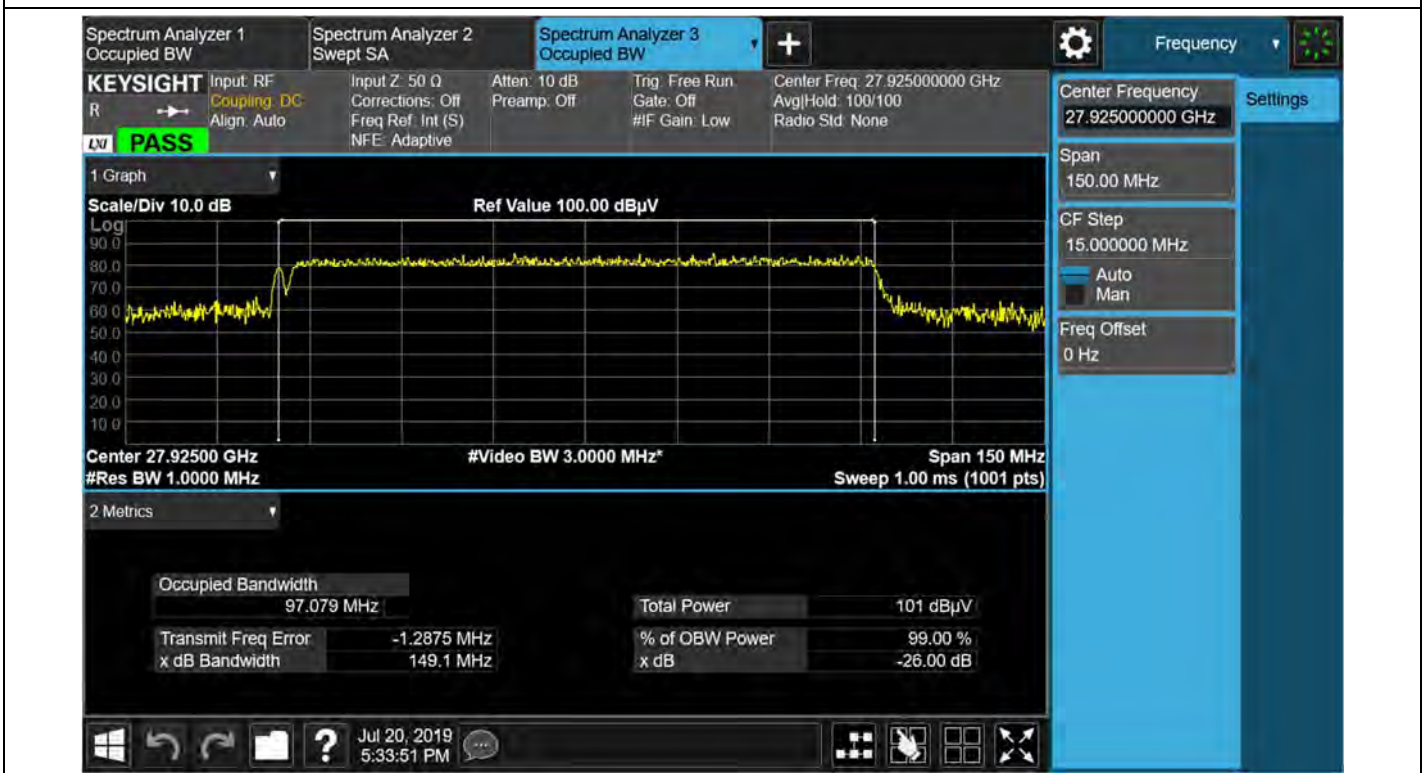 Spectrum Analyzer 1
Occupied BW
Spectrum Analyzer 2
Swept SA
Spectrum Analyzer 3
Occupied BW
Frequency
KEYSIGHT
R
LXI
PASS
Input: RF
Coupling: DC
Align: Auto
Input Z: 50 Ω
Corrections: Off
Freq Ref: Int (S)
NFE: Adaptive
Atten: 10 dB
Preamp: Off
Trig: Free Run
Gate: Off
#IF Gain: Low
Center Freq: 27.925000000 GHz
Avg|Hold: 100/100
Radio Std: None
Center Frequency
27.925000000 GHz
Settings
Span
150.00 MHz
CF Step
15.000000 MHz
Auto
Man
Freq Offset
0 Hz
1 Graph
Scale/Div 10.0 dB
Ref Value 100.00 dBµV
Log
90.0
80.0
70.0
60.0
50.0
40.0
30.0
20.0
10.0
Center 27.92500 GHz
#Video BW 3.0000 MHz*
Span 150 MHz
#Res BW 1.0000 MHz
Sweep 1.00 ms (1001 pts)
2 Metrics
Occupied Bandwidth
97.079 MHz
Total Power 101 dBµV
Transmit Freq Error -1.2875 MHz
% of OBW Power 99.00 %
x dB Bandwidth 149.1 MHz
x dB -26.00 dB
?
Jul 20, 2019
5:33:51 PM